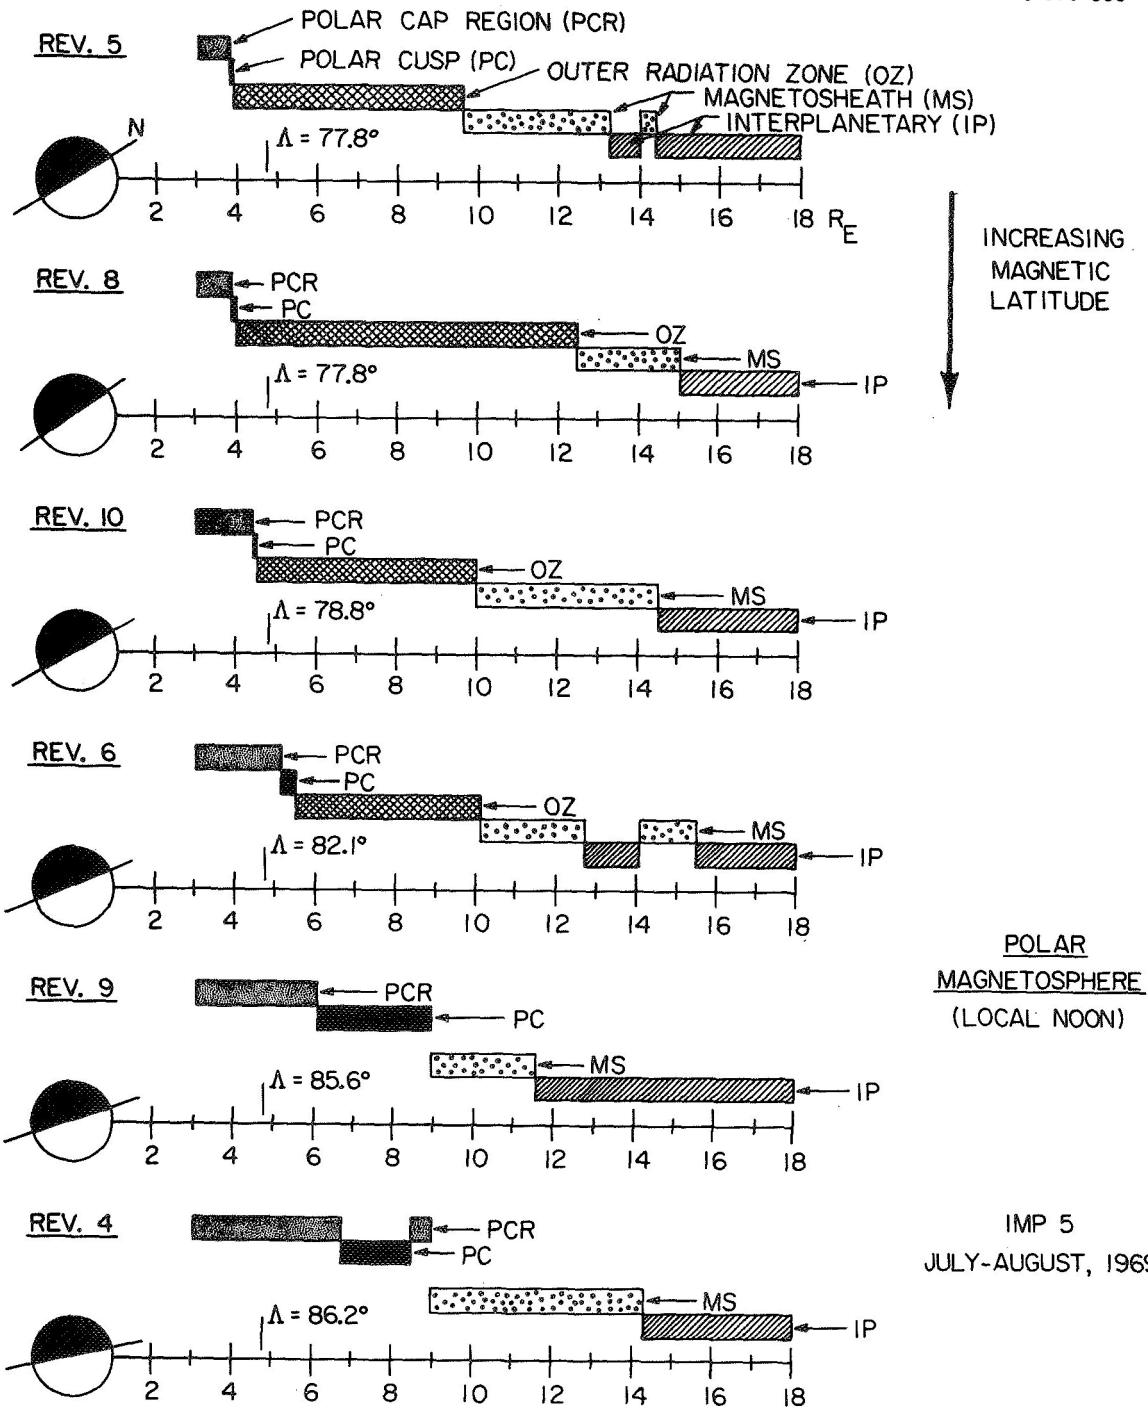 REV. 5
POLAR CAP REGION (PCR)
POLAR CUSP (PC)
OUTER RADIATION ZONE (OZ)
MAGNETOSHEATH (MS)
INTERPLANETARY (IP)
N
Λ = 77.8°
2 4 6 8 10 12 14 16 18 RE
INCREASING
MAGNETIC
LATITUDE
REV. 8
PCR
PC
OZ
MS
IP
Λ = 77.8°
2 4 6 8 10 12 14 16 18
REV. 10
PCR
PC
OZ
MS
IP
Λ = 78.8°
2 4 6 8 10 12 14 16 18
REV. 6
PCR
PC
OZ
MS
IP
Λ = 82.1°
2 4 6 8 10 12 14 16 18
POLAR
MAGNETOSPHERE
(LOCAL NOON)
REV. 9
PCR
PC
MS
IP
Λ = 85.6°
2 4 6 8 10 12 14 16 18
REV. 4
PCR
PC
MS
IP
Λ = 86.2°
2 4 6 8 10 12 14 16 18
IMP 5
JULY-AUGUST, 1969